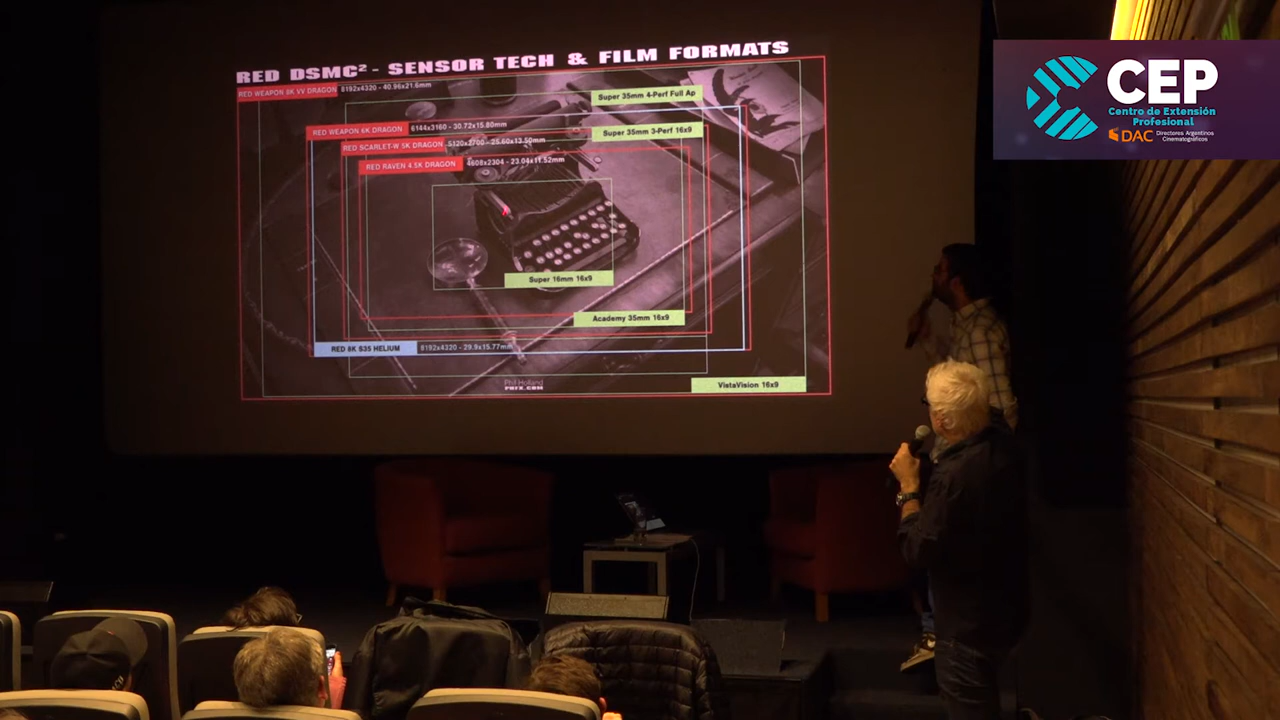 RED DSMC² - SENSOR TECH & FILM FORMATS
RED WEAPON 8K VV DRAGON 8192x4320 - 40.96x21.6mm
Super 35mm 4-Perf Full Ap
RED WEAPON 6K DRAGON 6144x3160 - 30.72x15.80mm
Super 35mm 3-Perf 16x9
RED SCARLET-W 5K DRAGON 5120x2700 - 25.60x13.50mm
RED RAVEN 4.5K DRAGON 4608x2304 - 23.04x11.52mm
Super 16mm 16x9
Academy 35mm 16x9
RED 8K S35 HELIUM 8192x4320 - 29.9x15.77mm
Phil Holland
PHFX.COM
VistaVision 16x9
CEP
Centro de Extensión
Profesional
DAC Directores Argentinos
Cinematográficos